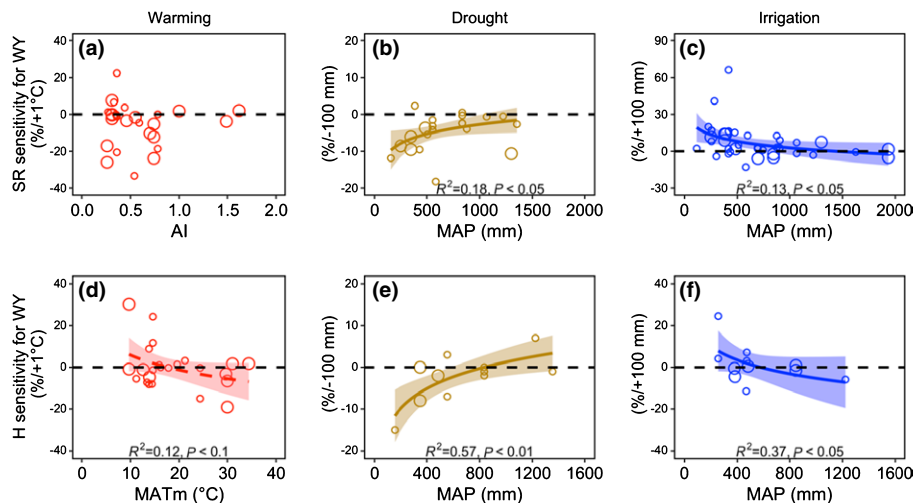 Warming
Drought
Irrigation
(a)
(b)
(c)
SR sensitivity for WY
(%/+1°C)
(%/-100 mm)
(%/+100 mm)
40
20
0
-20
-40
20
10
0
-10
-20
90
60
30
0
-30
R²=0.18, P < 0.05
R²=0.13, P < 0.05
0.0 0.5 1.0 1.5 2.0
0 500 1000 1500 2000
0 500 1000 1500 2000
AI
MAP (mm)
MAP (mm)
(d)
(e)
(f)
H sensitivity for WY
(%/+1°C)
(%/-100 mm)
(%/+100 mm)
40
20
0
-20
-40
20
10
0
-10
-20
40
20
0
-20
-40
R²=0.12, P < 0.1
R²=0.57, P < 0.01
R²=0.37, P < 0.05
0 10 20 30 40
0 400 800 1200 1600
0 400 800 1200 1600
MATm (°C)
MAP (mm)
MAP (mm)